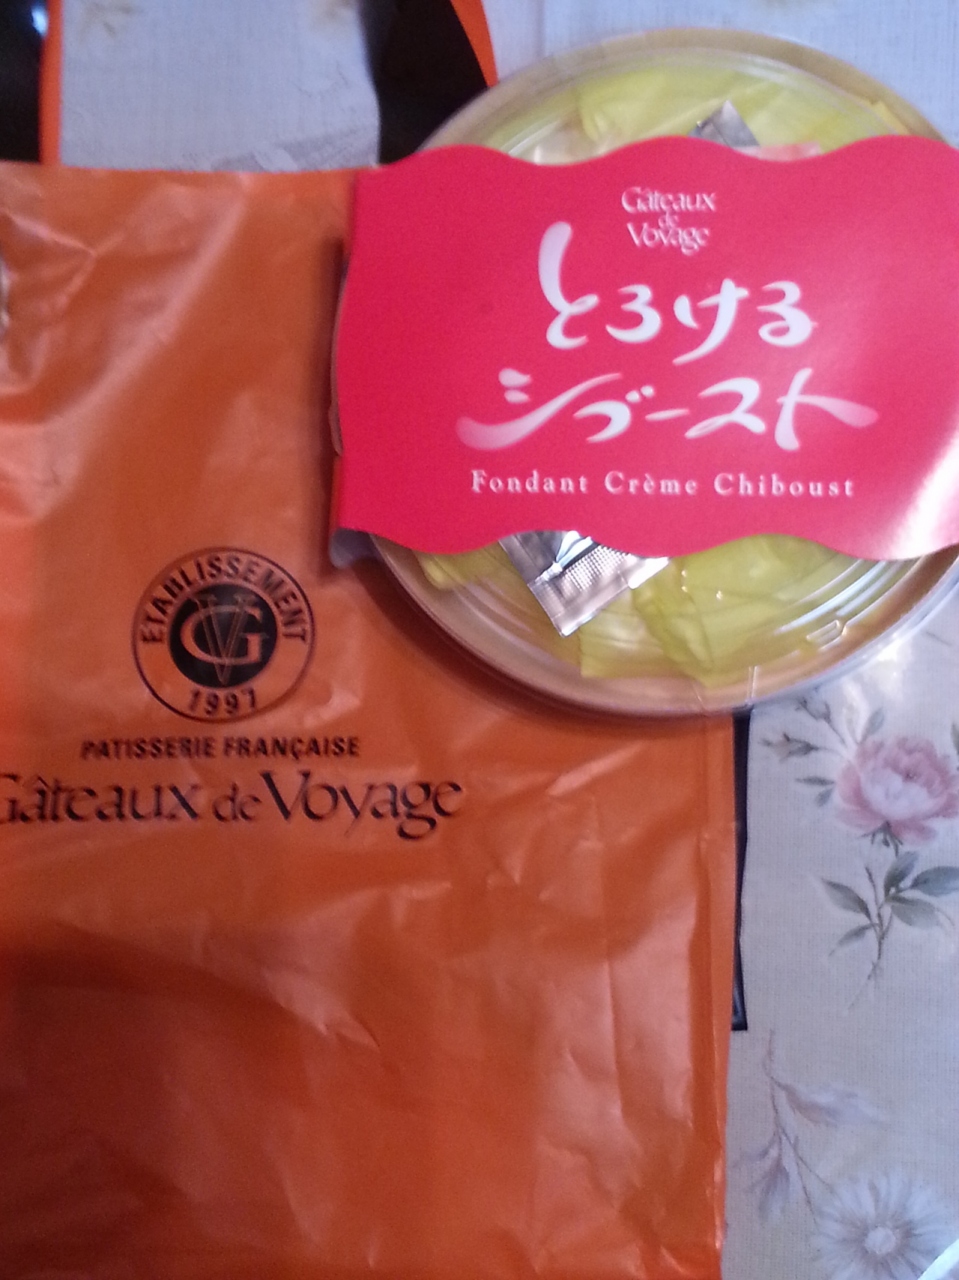 Gâteaux
de
Voyage
とろける
シブースト
Fondant Crème Chiboust
ETABLISSEMENT
VG
1997
PATISSERIE FRANÇAISE
Gâteaux de Voyage